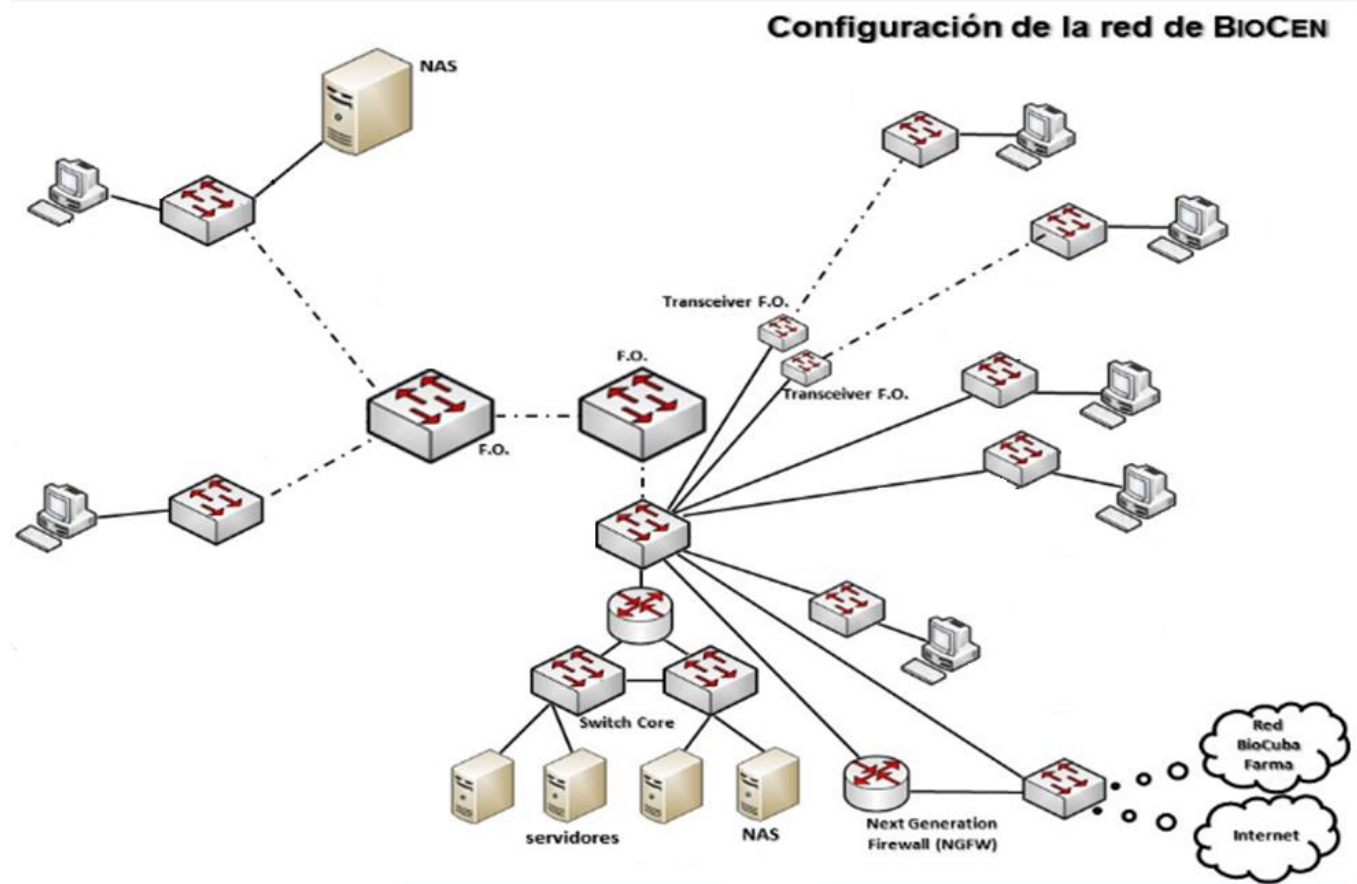 Configuración de la red de BIOCEN
NAS
Transceiver F.O.
F.O.
Transceiver F.O.
F.O.
Switch Core
servidores
NAS
Next Generation
Firewall (NGFW)
Red
BioCuba
Farma
Internet